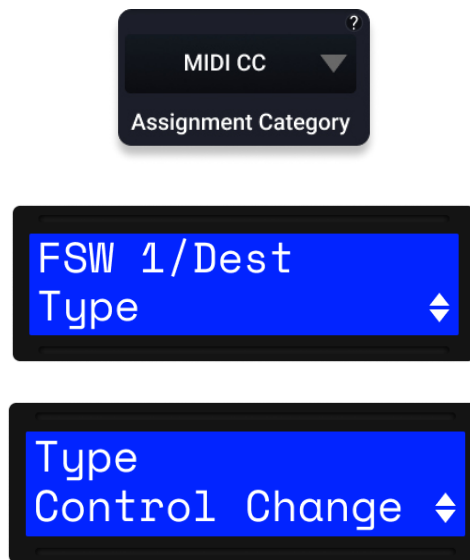 ?
MIDI CC
Assignment Category
FSW 1/Dest
Type
Type
Control Change